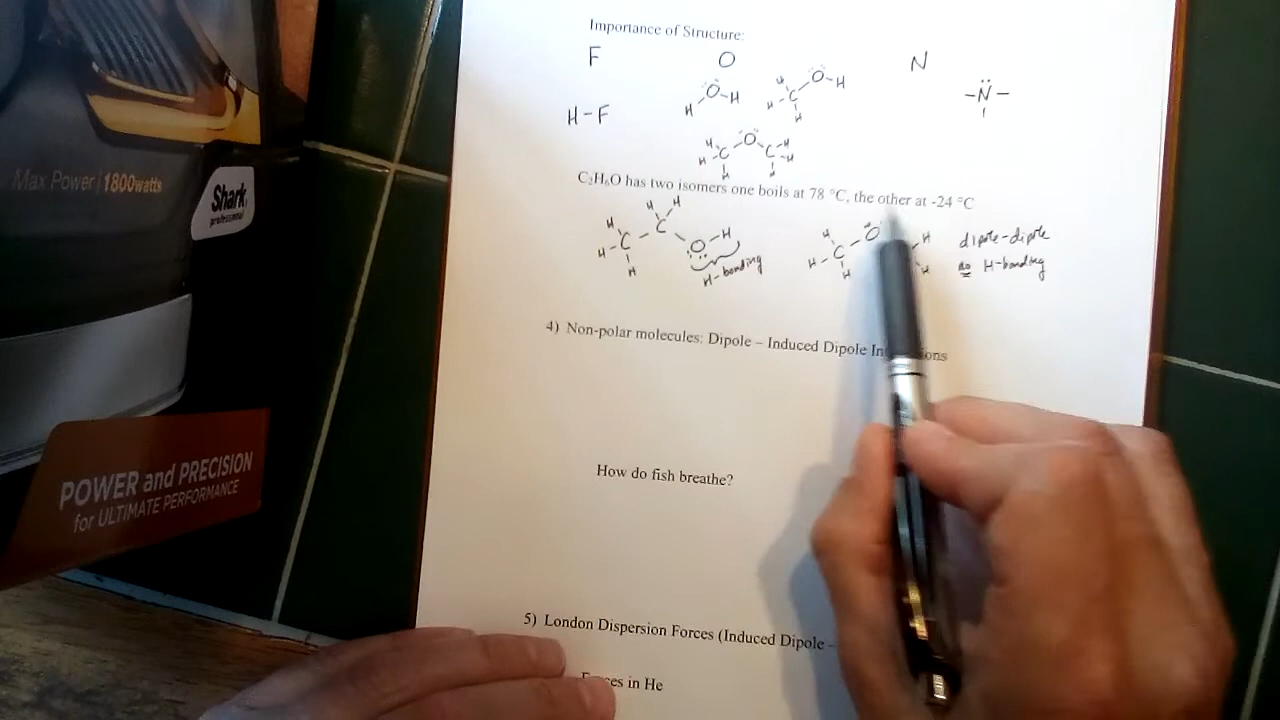 Importance of Structure:
F O N
H-F
C₂H₆O has two isomers one boils at 78 °C, the other at -24 °C
H-bonding
dipole-dipole
no H-bonding
4) Non-polar molecules: Dipole – Induced Dipole
How do fish breathe?
5) London Dispersion Forces (Induced Dipole –
in He
Max Power | 1800watts
Shark
professional
POWER and PRECISION
for ULTIMATE PERFORMANCE